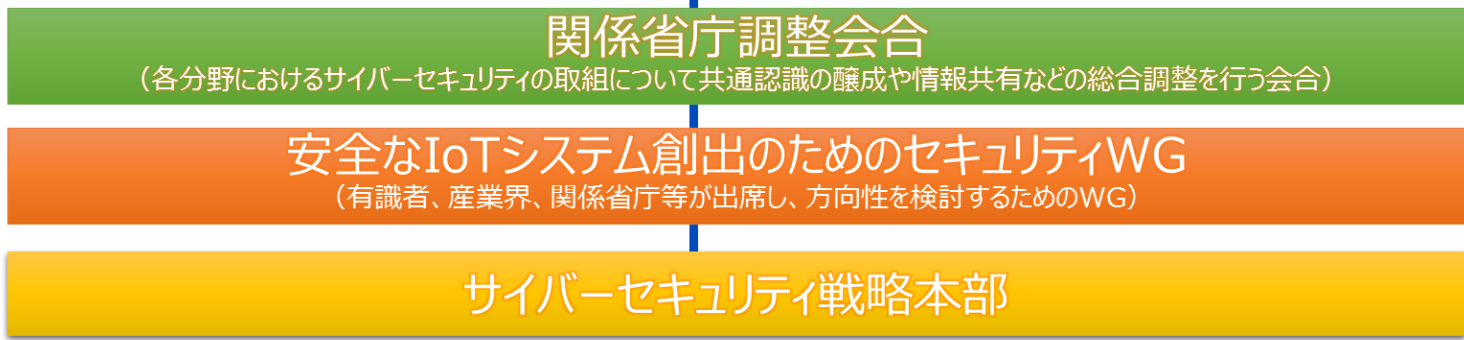 関係省庁調整会合
（各分野におけるサイバーセキュリティの取組について共通認識の醸成や情報共有などの総合調整を行う会合）
安全なIoTシステム創出のためのセキュリティWG
（有識者、産業界、関係省庁等が出席し、方向性を検討するためのWG）
サイバーセキュリティ戦略本部